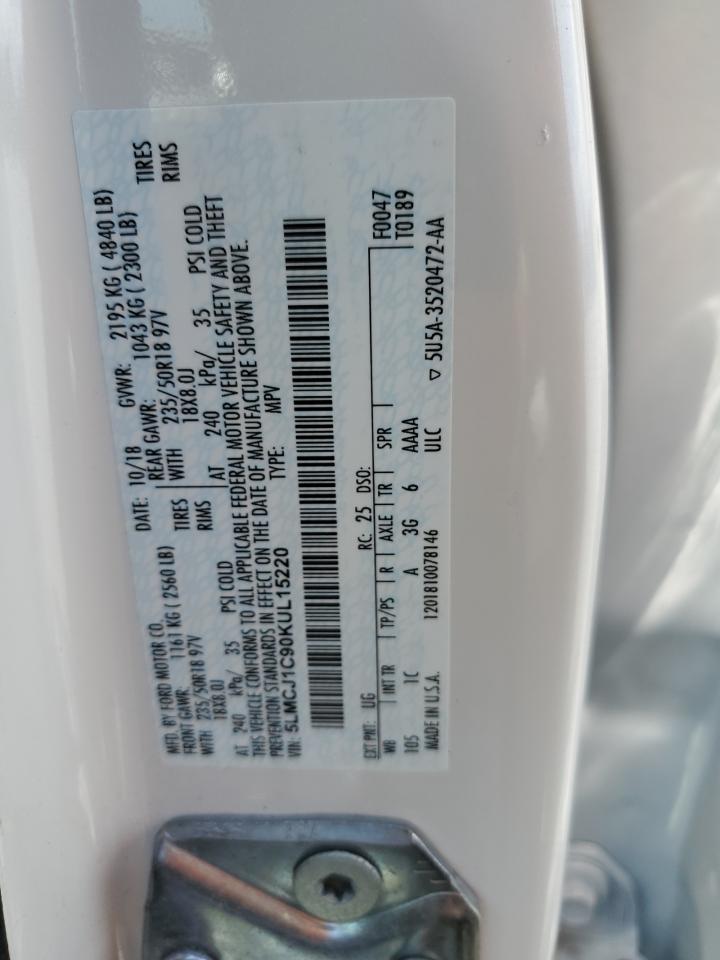 MFD. BY FORD MOTOR CO.
DATE: 10/18 GVWR: 2195 KG ( 4840 LB)
FRONT GAWR: 1161 KG ( 2560 LB) REAR GAWR: 1043 KG ( 2300 LB)
WITH 235/50R18 97V TIRES WITH 235/50R18 97V TIRES
18X8.0J RIMS 18X8.0J RIMS
AT 240 kPa/ 35 PSI COLD AT 240 kPa/ 35 PSI COLD
THIS VEHICLE CONFORMS TO ALL APPLICABLE FEDERAL MOTOR VEHICLE SAFETY AND THEFT
PREVENTION STANDARDS IN EFFECT ON THE DATE OF MANUFACTURE SHOWN ABOVE.
VIN: 5LMCJ1C90KUL15220 TYPE: MPV
F0047
EXT PNT: UG RC: 25 DSO: T0189
WB INT TR TP/PS R AXLE TR SPR
105 1C A 3G 6 AAAA
MADE IN U.S.A. 1201810078146 ULC ▽ 5U5A-3520472-AA